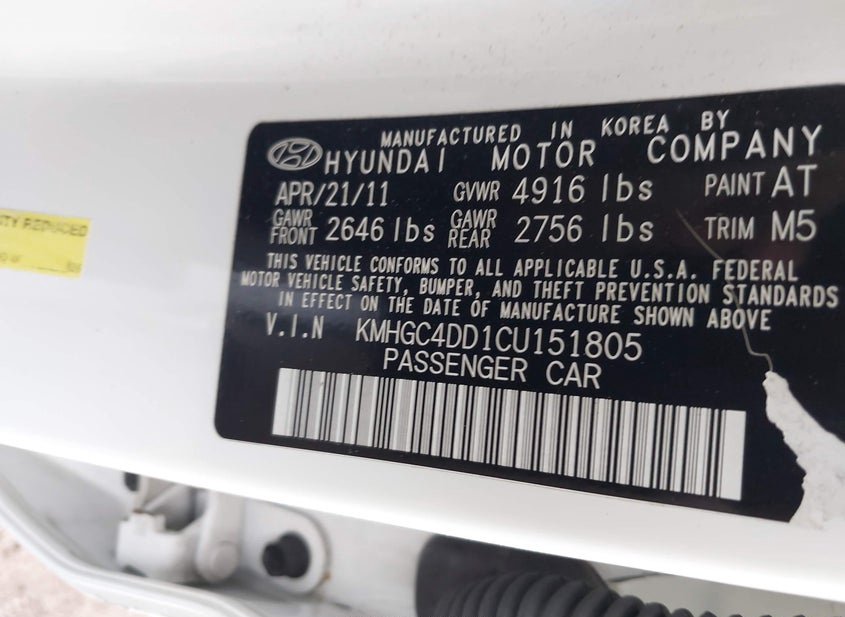 MANUFACTURED IN KOREA BY
HYUNDAI MOTOR COMPANY
APR/21/11 GVWR 4916 lbs PAINT AT
GAWR FRONT 2646 lbs GAWR REAR 2756 lbs TRIM M5
THIS VEHICLE CONFORMS TO ALL APPLICABLE U.S.A. FEDERAL
MOTOR VEHICLE SAFETY, BUMPER, AND THEFT PREVENTION STANDARDS
IN EFFECT ON THE DATE OF MANUFACTURE SHOWN ABOVE
V.I.N KMHGC4DD1CU151805
PASSENGER CAR
REDUCED